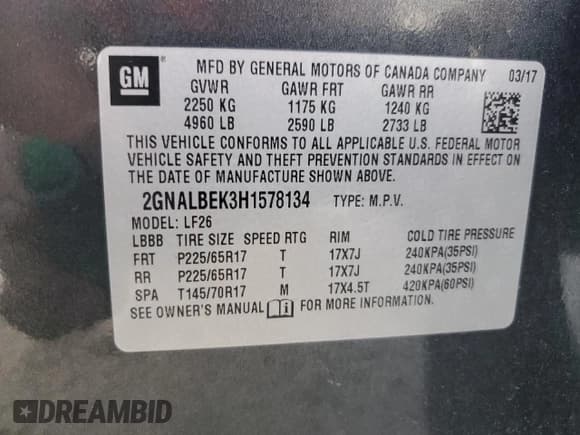 GM ® MFD BY GENERAL MOTORS OF CANADA COMPANY 03/17
GVWR GAWR FRT GAWR RR
2250 KG 1175 KG 1240 KG
4960 LB 2590 LB 2733 LB
THIS VEHICLE CONFORMS TO ALL APPLICABLE U.S. FEDERAL MOTOR
VEHICLE SAFETY AND THEFT PREVENTION STANDARDS IN EFFECT ON
THE DATE OF MANUFACTURE SHOWN ABOVE.
2GNALBEK3H1578134 TYPE: M.P.V.
MODEL: LF26
LBBB TIRE SIZE SPEED RTG RIM COLD TIRE PRESSURE
FRT P225/65R17 T 17X7J 240KPA(35PSI)
RR P225/65R17 T 17X7J 240KPA(35PSI)
SPA T145/70R17 M 17X4.5T 420KPA(60PSI)
SEE OWNER'S MANUAL i FOR MORE INFORMATION.
DREAMBID